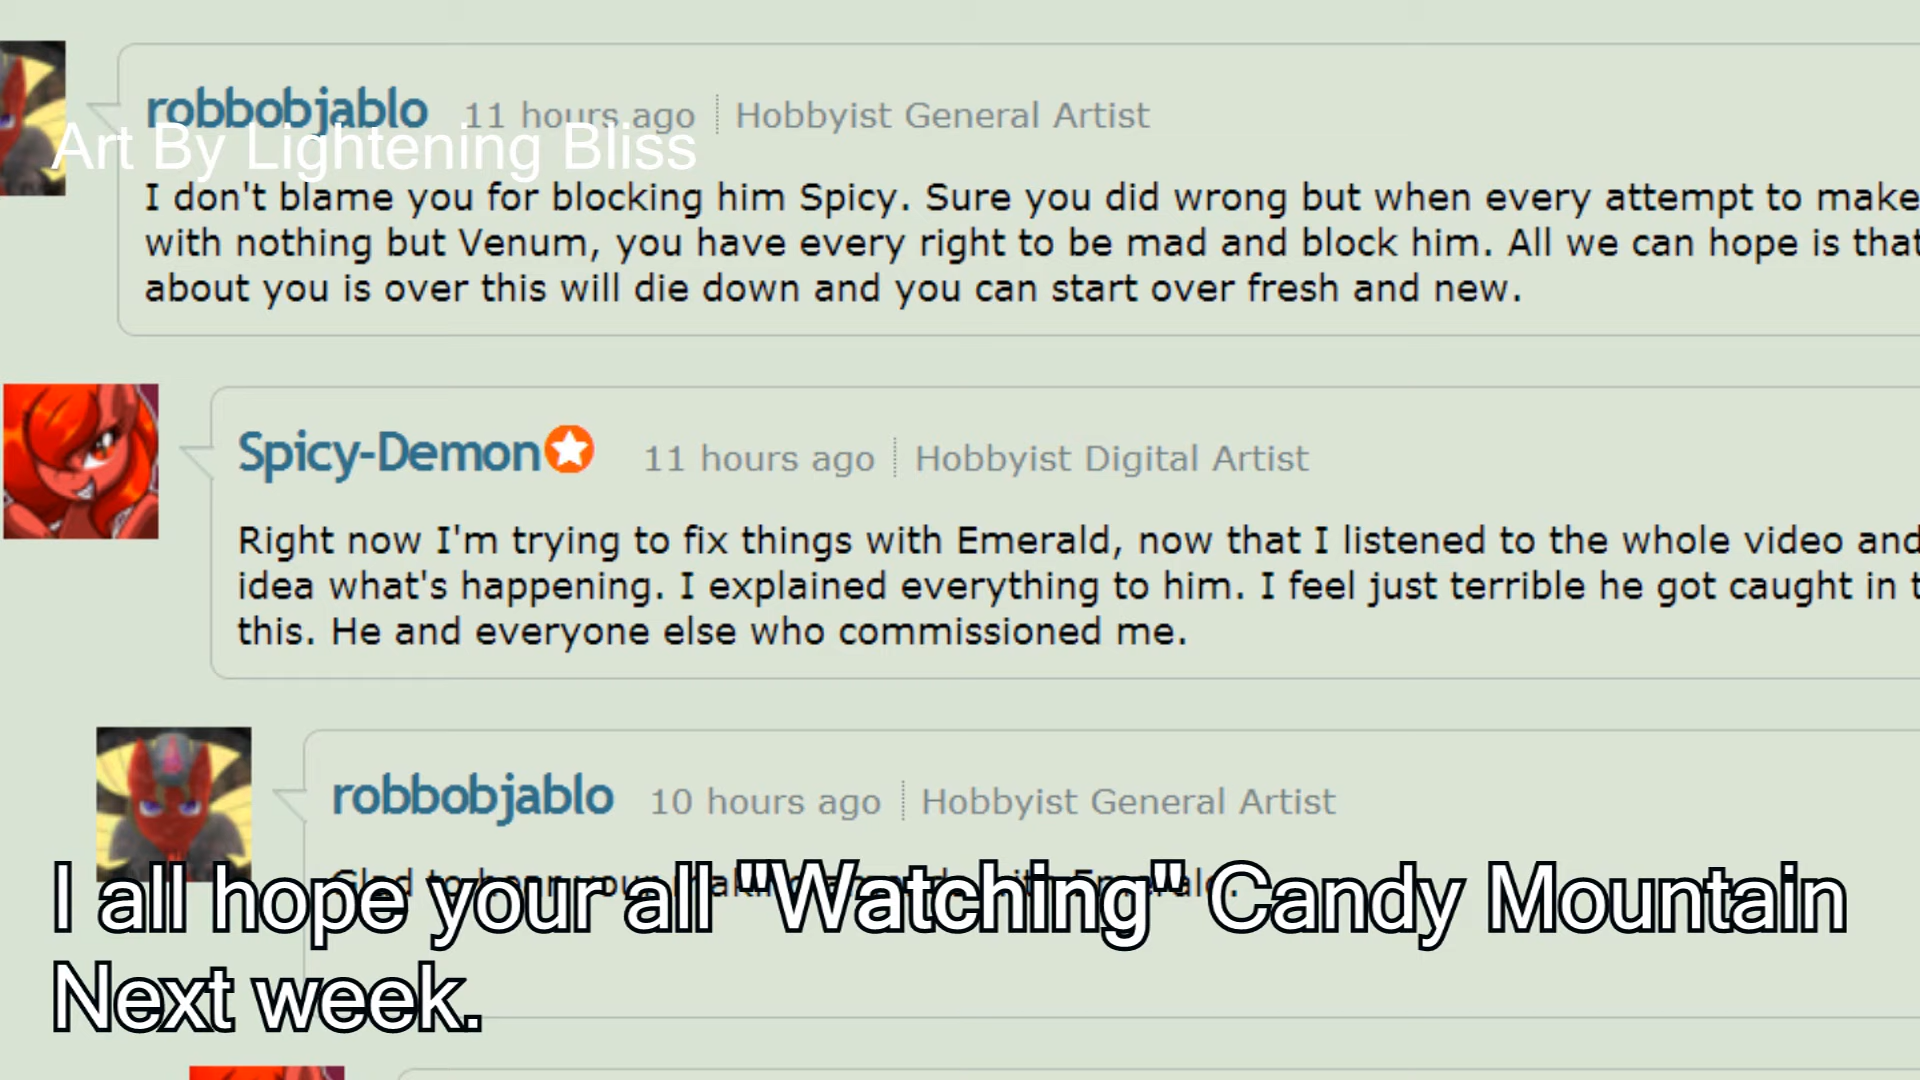 robbobjablo 11 hours ago Hobbyist General Artist
Art By Lightening Bliss
I don't blame you for blocking him Spicy. Sure you did wrong but when every attempt to make
with nothing but Venum, you have every right to be mad and block him. All we can hope is that
about you is over this will die down and you can start over fresh and new.
Spicy-Demon 11 hours ago Hobbyist Digital Artist
Right now I'm trying to fix things with Emerald, now that I listened to the whole video and
idea what's happening. I explained everything to him. I feel just terrible he got caught in t
this. He and everyone else who commissioned me.
robbobjablo 10 hours ago Hobbyist General Artist
Glad to hear your
I all hope your all "Watching" Candy Mountain
Next week.